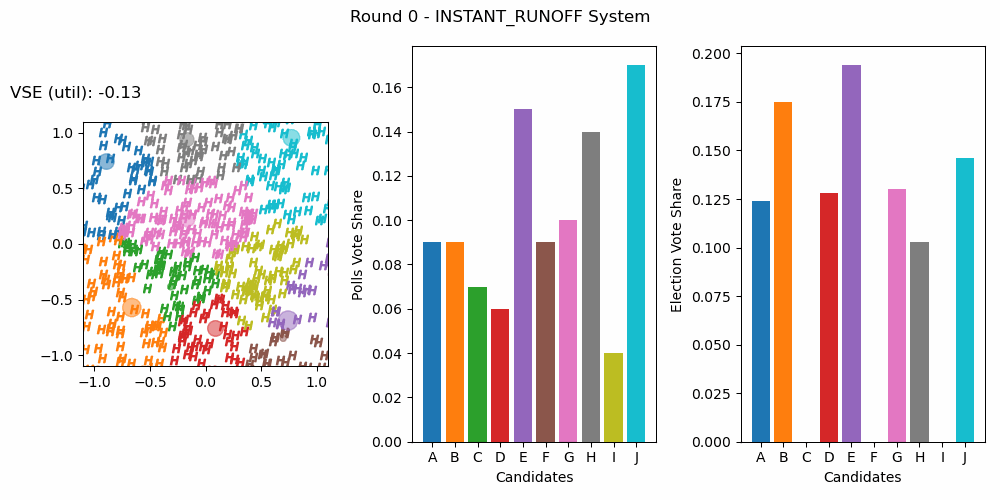 Round 0 - INSTANT_RUNOFF System
VSE (util): -0.13
1.0
0.5
0.0
−0.5
−1.0
−1.0 −0.5 0.0 0.5 1.0
Polls Vote Share
0.16
0.14
0.12
0.10
0.08
0.06
0.04
0.02
0.00
A B C D E F G H I J
Candidates
Election Vote Share
0.200
0.175
0.150
0.125
0.100
0.075
0.050
0.025
0.000
A B C D E F G H I J
Candidates